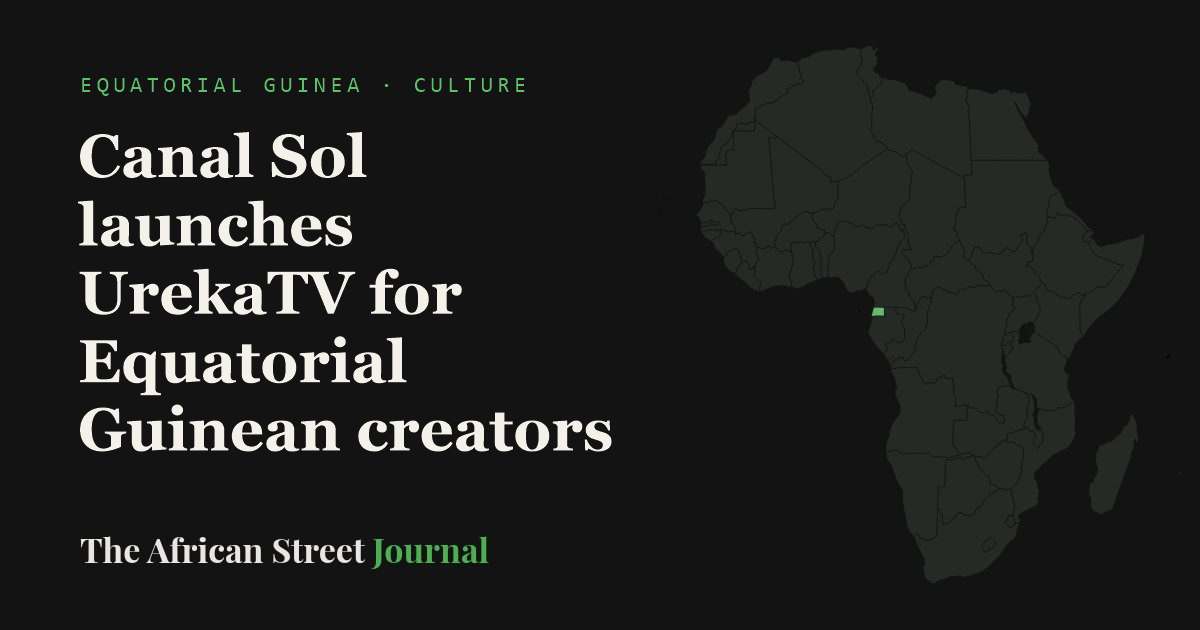 EQUATORIAL GUINEA · CULTURE
Canal Sol
launches
UrekaTV for
Equatorial
Guinean creators
The African Street Journal